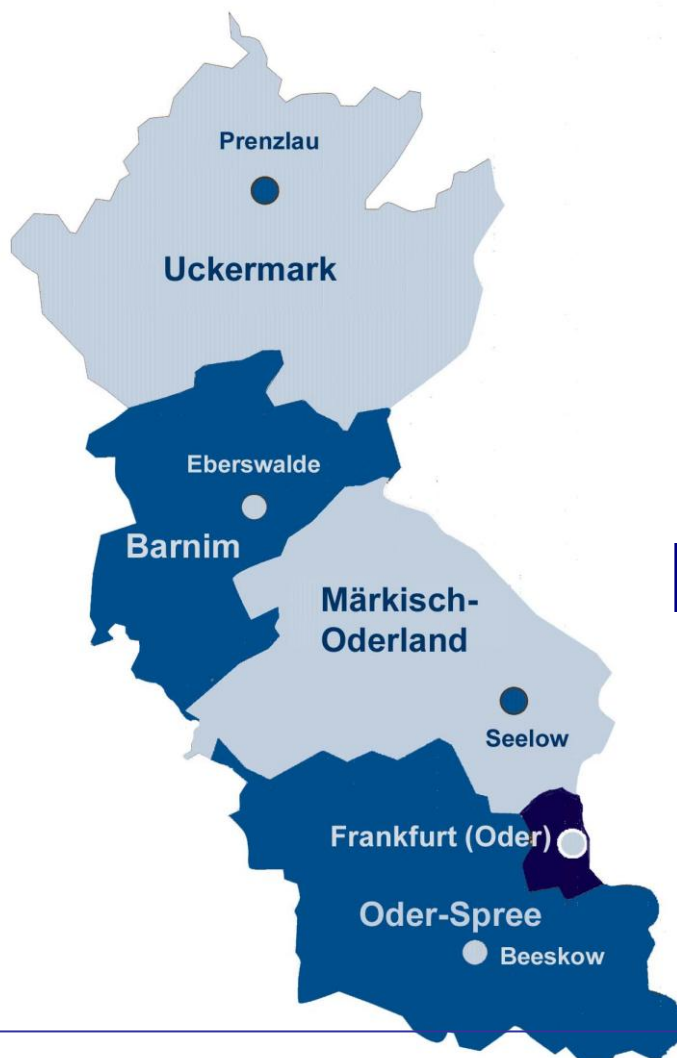 Prenzlau
Uckermark
Eberswalde
Barnim
Märkisch-
Oderland
Seelow
Frankfurt (Oder)
Oder-Spree
Beeskow